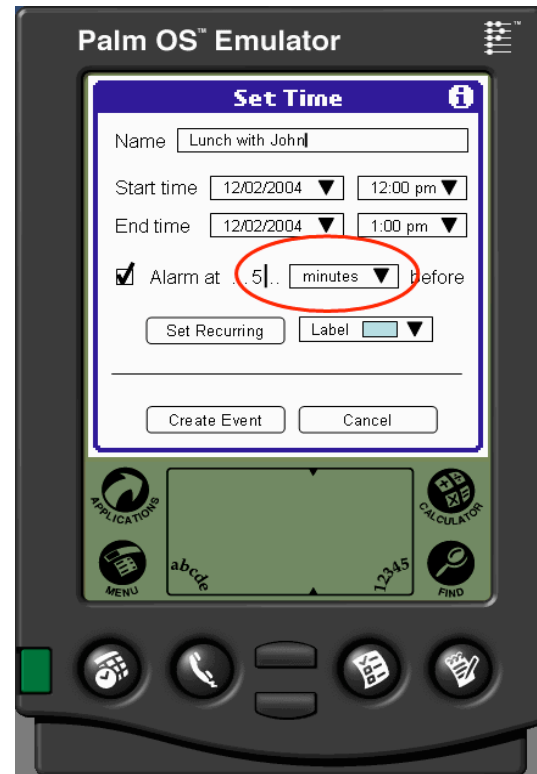 Palm OS™ Emulator
Set Time
Name Lunch with John
Start time 12/02/2004 12:00 pm
End time 12/02/2004 1:00 pm
Alarm at ...5.. minutes before
Set Recurring Label
Create Event Cancel
APPLICATIONS
CALCULATOR
MENU
abcde
12345
FIND